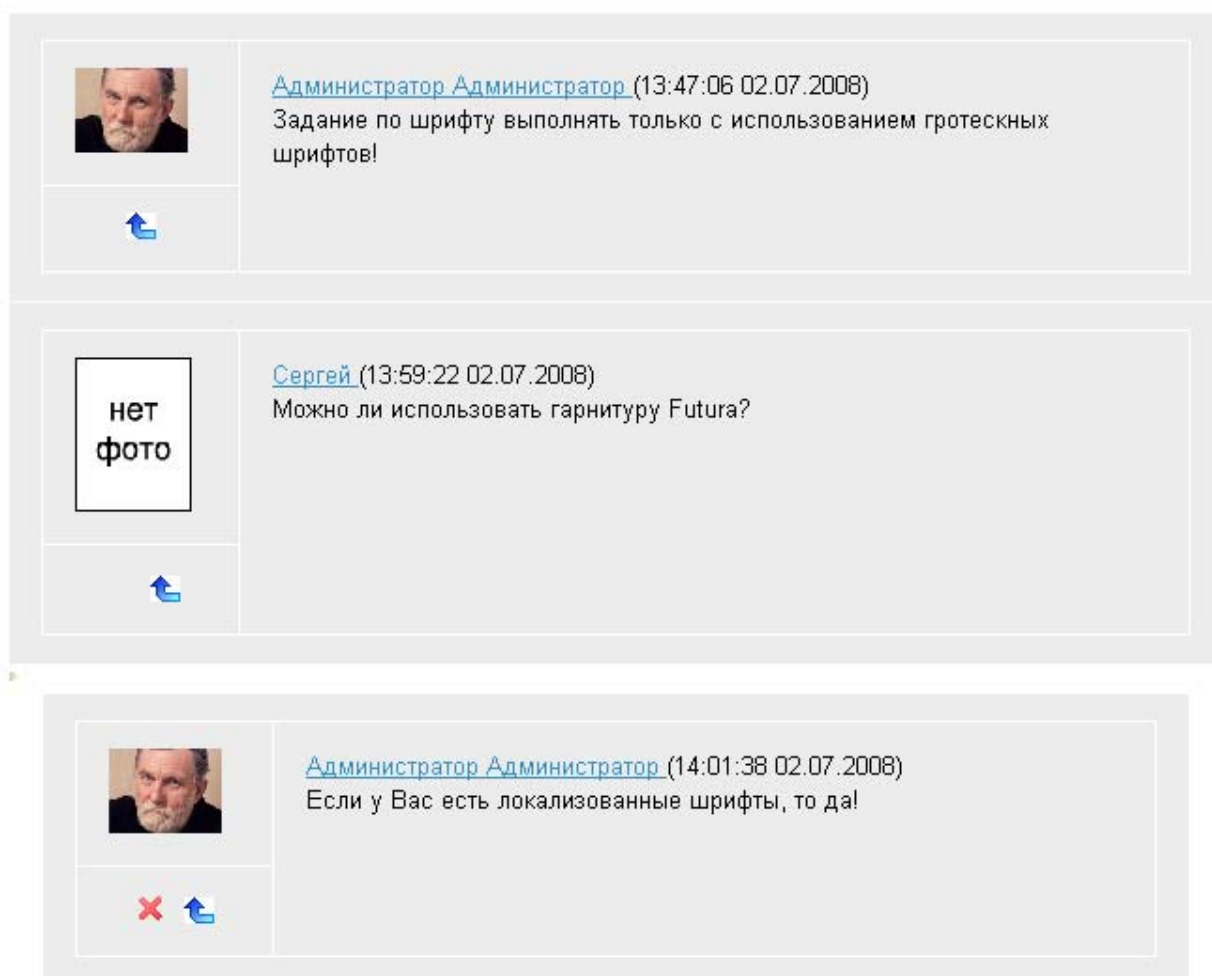 Администратор Администратор (13:47:06 02.07.2008)
Задание по шрифту выполнять только с использованием гротескных
шрифтов!
нет
фото
Сергей (13:59:22 02.07.2008)
Можно ли использовать гарнитуру Futura?
Администратор Администратор (14:01:38 02.07.2008)
Если у Вас есть локализованные шрифты, то да!